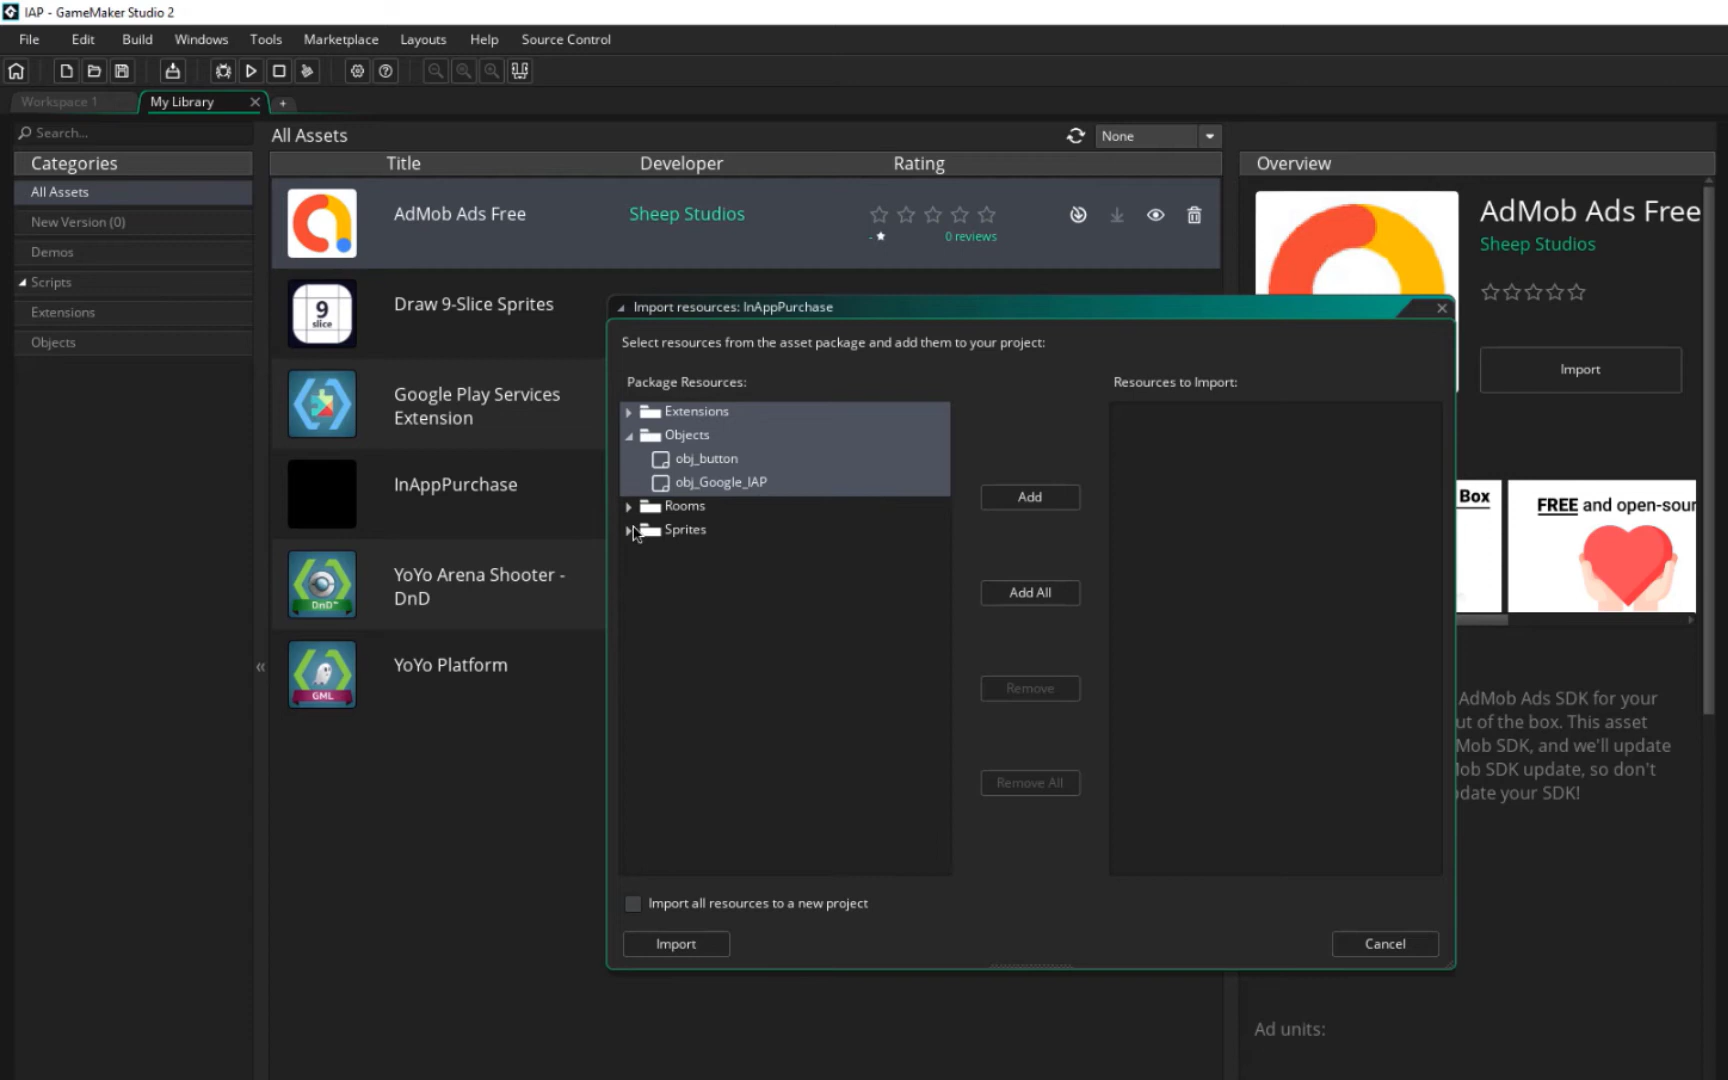 IAP - GameMaker Studio 2
File Edit Build Windows Tools Marketplace Layouts Help Source Control
Workspace 1 My Library
Search...
All Assets None
Categories Title Developer Rating Overview
All Assets
New Version (0)
Demos
Scripts
Extensions
Objects
AdMob Ads Free Sheep Studios
- 0 reviews
9
slice
Draw 9-Slice Sprites
Google Play Services
Extension
InAppPurchase
DnD™
YoYo Arena Shooter -
DnD
GML
YoYo Platform
«
Import resources: InAppPurchase
Select resources from the asset package and add them to your project:
Package Resources: Resources to Import:
Extensions
Objects
obj_button
obj_Google_IAP
Rooms
Sprites
Add
Add All
Remove
Remove All
Import all resources to a new project
Import Cancel
AdMob Ads Free
Sheep Studios
Import
Box FREE and open-sour
AdMob Ads SDK for your
ut of the box. This asset
Mob SDK, and we'll update
Mob SDK update, so don't
pdate your SDK!
Ad units: